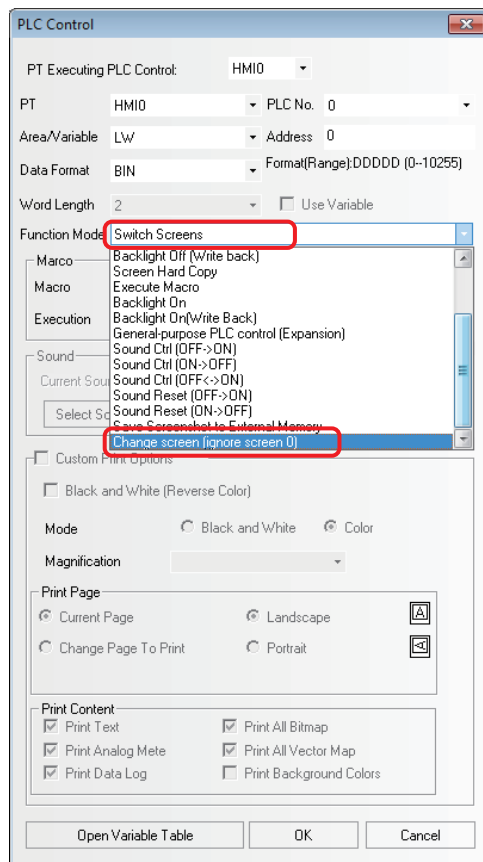 PLC Control
PT Executing PLC Control: HMI0
PT HMI0 PLC No. 0
Area/Variable LW Address 0
Data Format BIN Format(Range):DDDDD (0--10255)
Word Length 2 Use Variable
Function Mode Switch Screens
Marco
Backlight Off (Write back)
Screen Hard Copy
Macro Execute Macro
Backlight On
Backlight On(Write Back)
Execution
General-purpose PLC control (Expansion)
Sound Ctrl (OFF->ON)
Sound
Sound Ctrl (ON->OFF)
Current Sou
Sound Ctrl (OFF<->ON)
Sound Reset (OFF->ON)
Select So
Sound Reset (ON->OFF)
Save Screenshot to External Memory
Change screen (ignore screen 0)
Custom Print Options
Black and White (Reverse Color)
Mode Black and White Color
Magnification
Print Page
Current Page Landscape A
Change Page To Print Portrait A
Print Content
Print Text Print All Bitmap
Print Analog Mete Print All Vector Map
Print Data Log Print Background Colors
Open Variable Table OK Cancel